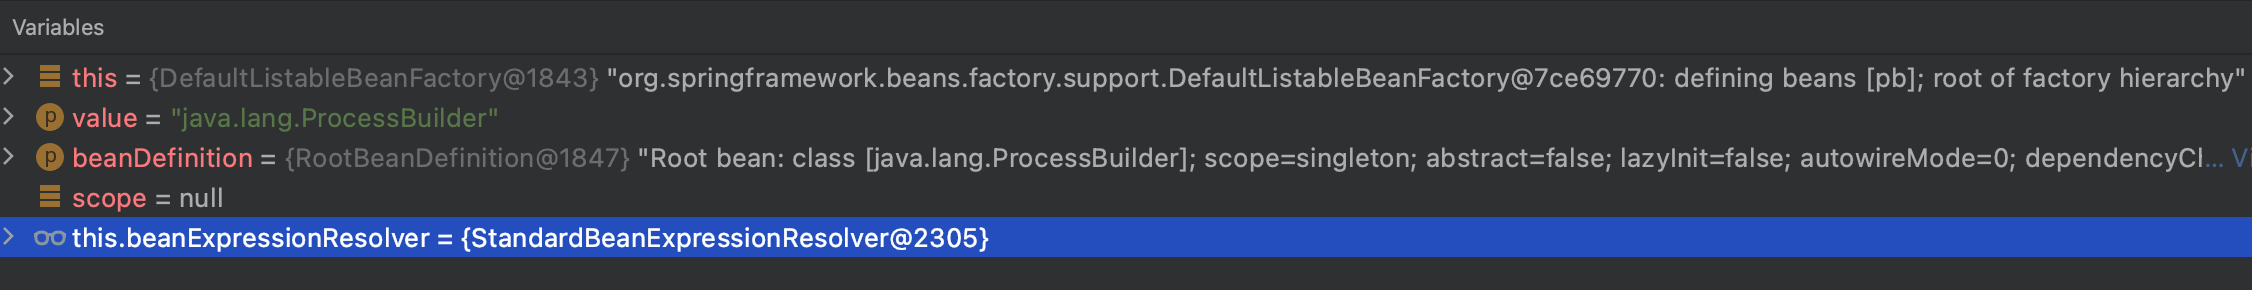 Variables
this = {DefaultListableBeanFactory@1843} "org.springframework.beans.factory.support.DefaultListableBeanFactory@7ce69770: defining beans [pb]; root of factory hierarchy"
p value = "java.lang.ProcessBuilder"
p beanDefinition = {RootBeanDefinition@1847} "Root bean: class [java.lang.ProcessBuilder]; scope=singleton; abstract=false; lazyInit=false; autowireMode=0; dependencyCl... Vi
scope = null
this.beanExpressionResolver = {StandardBeanExpressionResolver@2305}